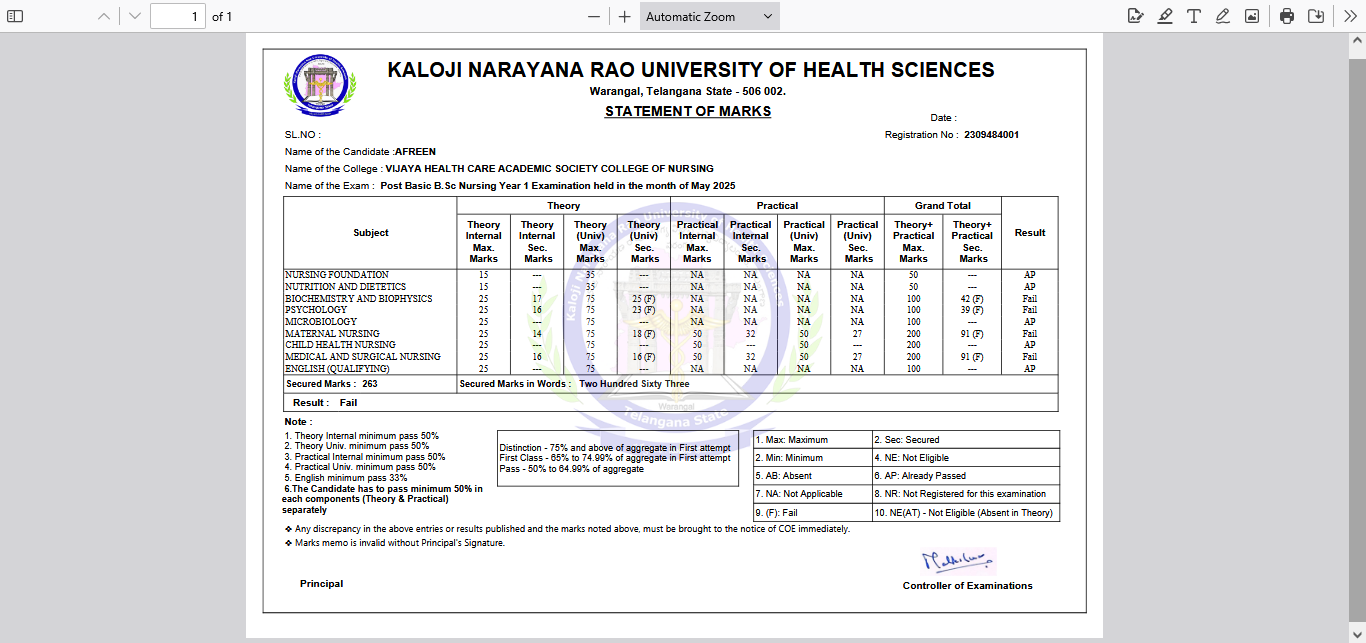 1 of 1
Automatic Zoom
KALOJI NARAYANA RAO UNIVERSITY OF HEALTH SCIENCES
Warangal, Telangana State - 506 002.
STATEMENT OF MARKS
Date :
SL.NO :
Registration No : 2309484001
Name of the Candidate :AFREEN
Name of the College : VIJAYA HEALTH CARE ACADEMIC SOCIETY COLLEGE OF NURSING
Name of the Exam : Post Basic B.Sc Nursing Year 1 Examination held in the month of May 2025
Subject Theory Practical Grand Total Result
Theory Internal Max. Marks Theory Internal Sec. Marks Theory (Univ) Max. Marks Theory (Univ) Sec. Marks Practical Internal Max. Marks Practical Internal Sec. Marks Practical (Univ) Max. Marks Practical (Univ) Sec. Marks Theory+ Practical Max. Marks Theory+ Practical Sec. Marks
NURSING FOUNDATION 15 --- 35 --- NA NA NA NA 50 --- AP
NUTRITION AND DIETETICS 15 --- 35 --- NA NA NA NA 50 --- AP
BIOCHEMISTRY AND BIOPHYSICS 25 17 75 25 (F) NA NA NA NA 100 42 (F) Fail
PSYCHOLOGY 25 16 75 23 (F) NA NA NA NA 100 39 (F) Fail
MICROBIOLOGY 25 --- 75 --- NA NA NA NA 100 --- AP
MATERNAL NURSING 25 14 75 18 (F) 50 32 50 27 200 91 (F) Fail
CHILD HEALTH NURSING 25 --- 75 --- 50 --- 50 --- 200 --- AP
MEDICAL AND SURGICAL NURSING 25 16 75 16 (F) 50 32 50 27 200 91 (F) Fail
ENGLISH (QUALIFYING) 25 --- 75 --- NA NA NA NA 100 --- AP
Secured Marks : 263 Secured Marks in Words : Two Hundred Sixty Three
Result : Fail
Warangal
Telangana State
Note :
1. Theory Internal minimum pass 50%
2. Theory Univ. minimum pass 50%
3. Practical Internal minimum pass 50%
4. Practical Univ. minimum pass 50%
5. English minimum pass 33%
6.The Candidate has to pass minimum 50% in
each components (Theory & Practical)
separately
Distinction - 75% and above of aggregate in First attempt
First Class - 65% to 74.99% of aggregate in First attempt
Pass - 50% to 64.99% of aggregate
1. Max: Maximum 2. Sec: Secured
2. Min: Minimum 4. NE: Not Eligible
5. AB: Absent 6. AP: Already Passed
7. NA: Not Applicable 8. NR: Not Registered for this examination
9. (F): Fail 10. NE(AT) - Not Eligible (Absent in Theory)
❖ Any discrepancy in the above entries or results published and the marks noted above, must be brought to the notice of COE immediately.
❖ Marks memo is invalid without Principal's Signature.
Principal
Controller of Examinations